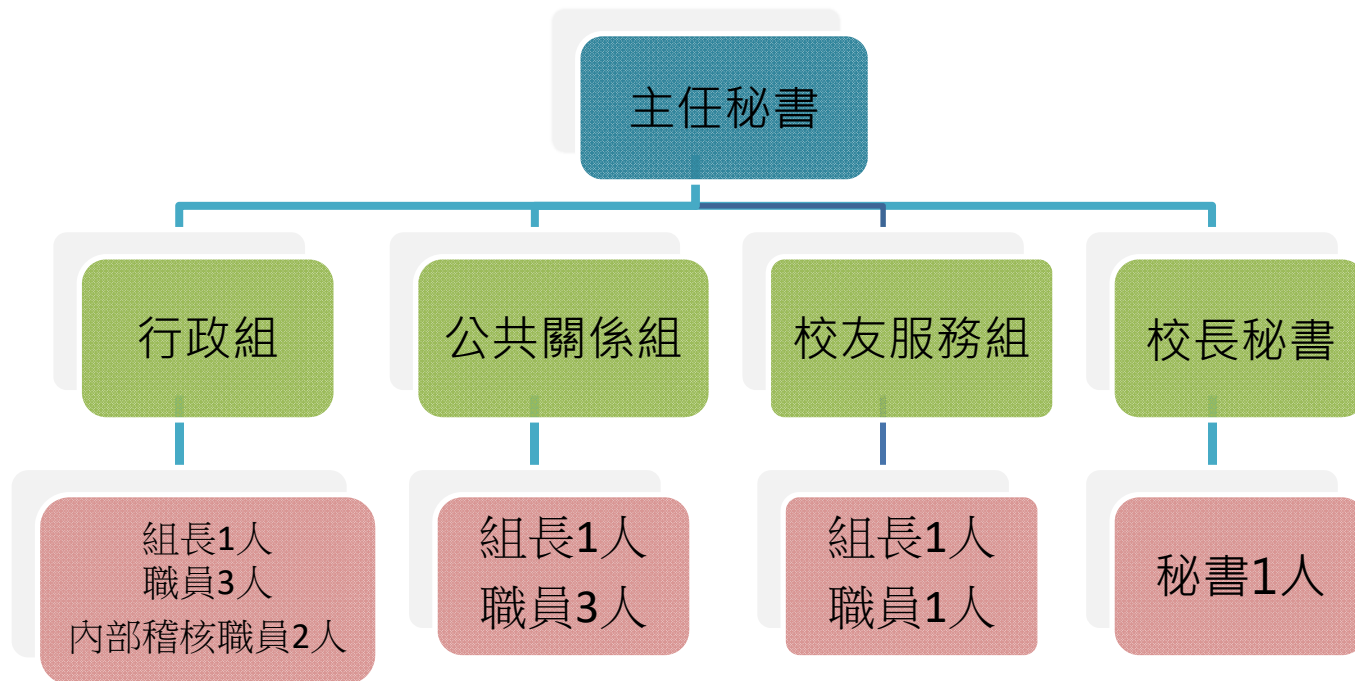 主任秘書
行政組
公共關係組
校友服務組
校長秘書
組長1人
職員3人
內部稽核職員2人
組長1人
職員3人
組長1人
職員1人
秘書1人